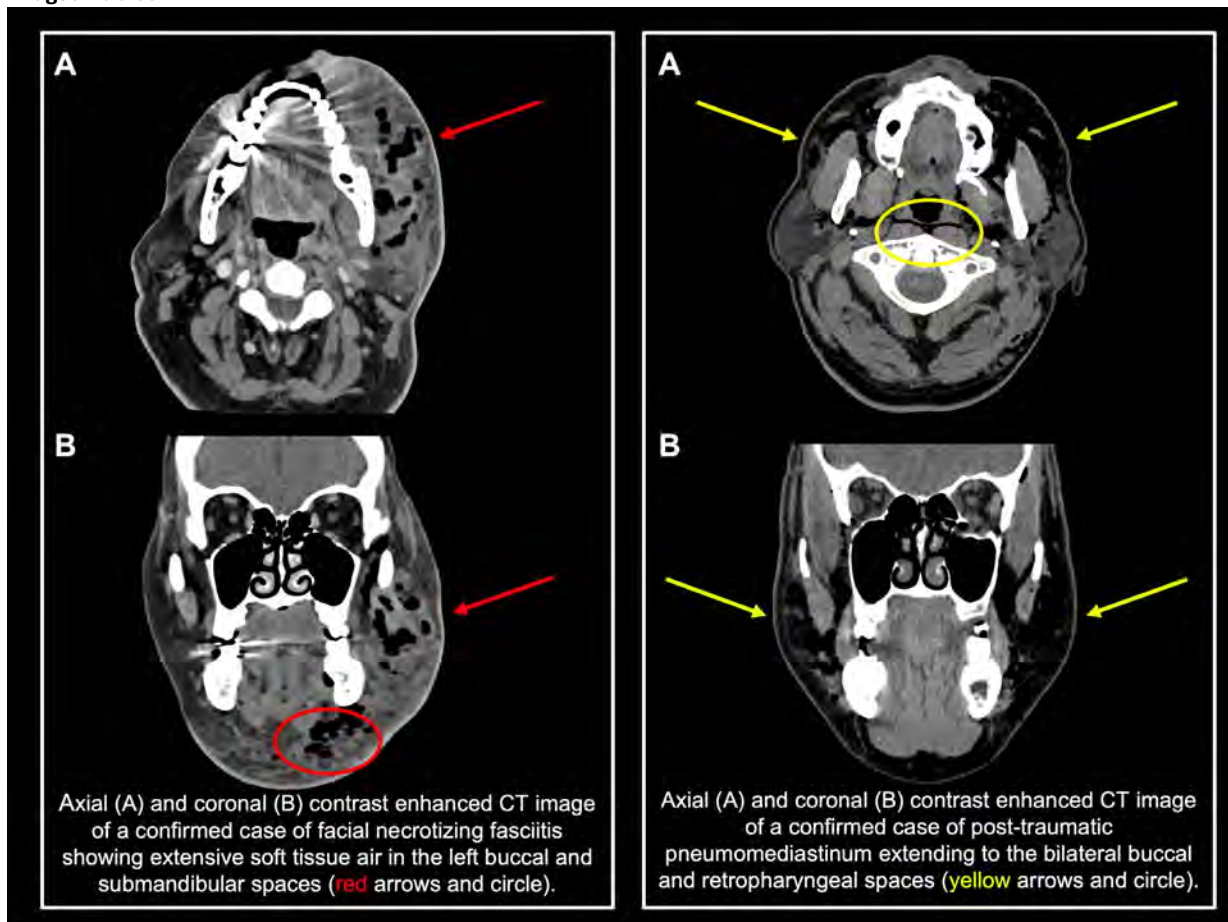 A
B
Axial (A) and coronal (B) contrast enhanced CT image
of a confirmed case of facial necrotizing fasciitis
showing extensive soft tissue air in the left buccal and
submandibular spaces (red arrows and circle).
A
B
Axial (A) and coronal (B) contrast enhanced CT image
of a confirmed case of post-traumatic
pneumomediastinum extending to the bilateral buccal
and retropharyngeal spaces (yellow arrows and circle).